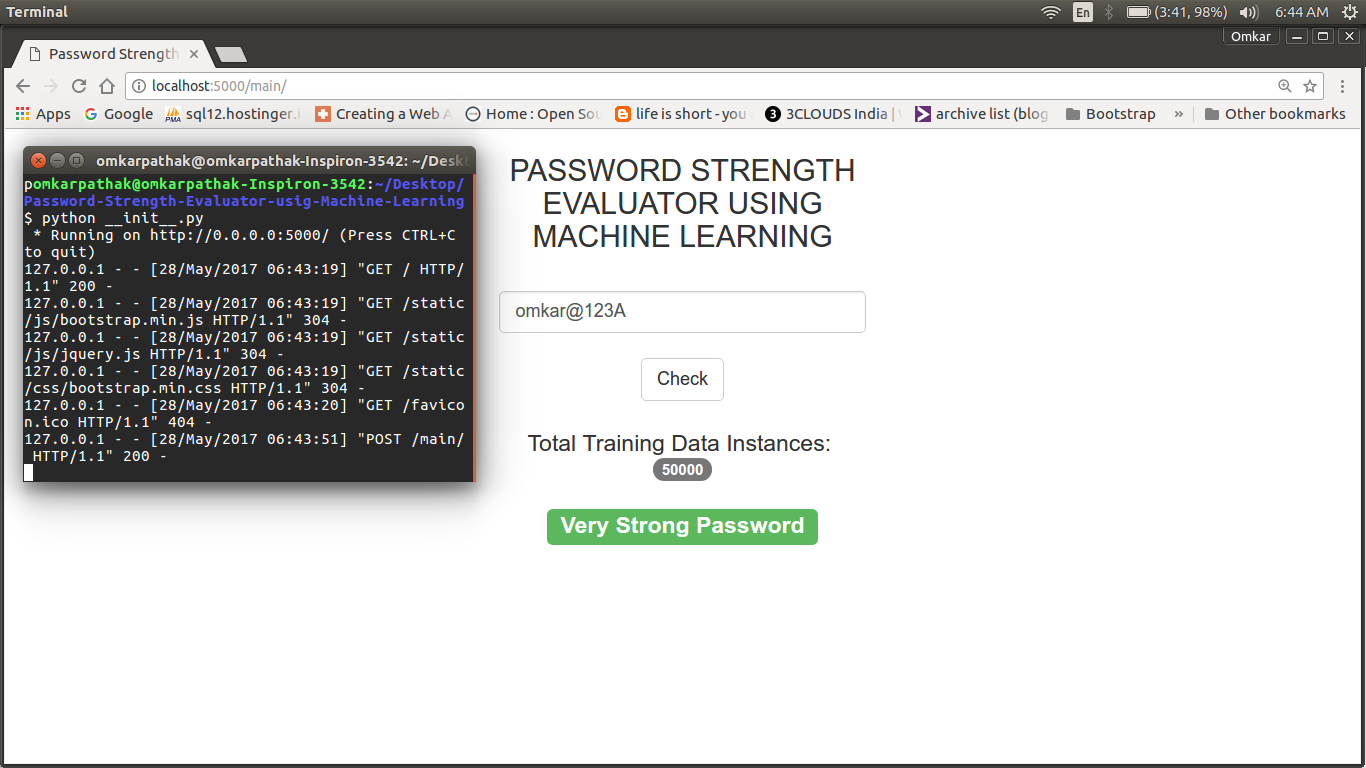 Terminal
En
(3:41, 98%)
6:44 AM
Omkar
Password Strength
localhost:5000/main/
Apps
Google
PMA
sql12.hostinger.i
Creating a Web A
Home : Open Sou
life is short - you
3
3CLOUDS India |
archive list (blog
Bootstrap
»
Other bookmarks
omkarpathak@omkarpathak-Inspiron-3542: ~/Desk
pomkarpathak@omkarpathak-Inspiron-3542:~/Desktop/
Password-Strength-Evaluator-usig-Machine-Learning
$ python __init__.py
* Running on http://0.0.0.0:5000/ (Press CTRL+C
to quit)
127.0.0.1 - - [28/May/2017 06:43:19] "GET / HTTP/
1.1" 200 -
127.0.0.1 - - [28/May/2017 06:43:19] "GET /static
/js/bootstrap.min.js HTTP/1.1" 304 -
127.0.0.1 - - [28/May/2017 06:43:19] "GET /static
/js/jquery.js HTTP/1.1" 304 -
127.0.0.1 - - [28/May/2017 06:43:19] "GET /static
/css/bootstrap.min.css HTTP/1.1" 304 -
127.0.0.1 - - [28/May/2017 06:43:20] "GET /favico
n.ico HTTP/1.1" 404 -
127.0.0.1 - - [28/May/2017 06:43:51] "POST /main/
HTTP/1.1" 200 -
PASSWORD STRENGTH
EVALUATOR USING
MACHINE LEARNING
omkar@123A
Check
Total Training Data Instances:
50000
Very Strong Password